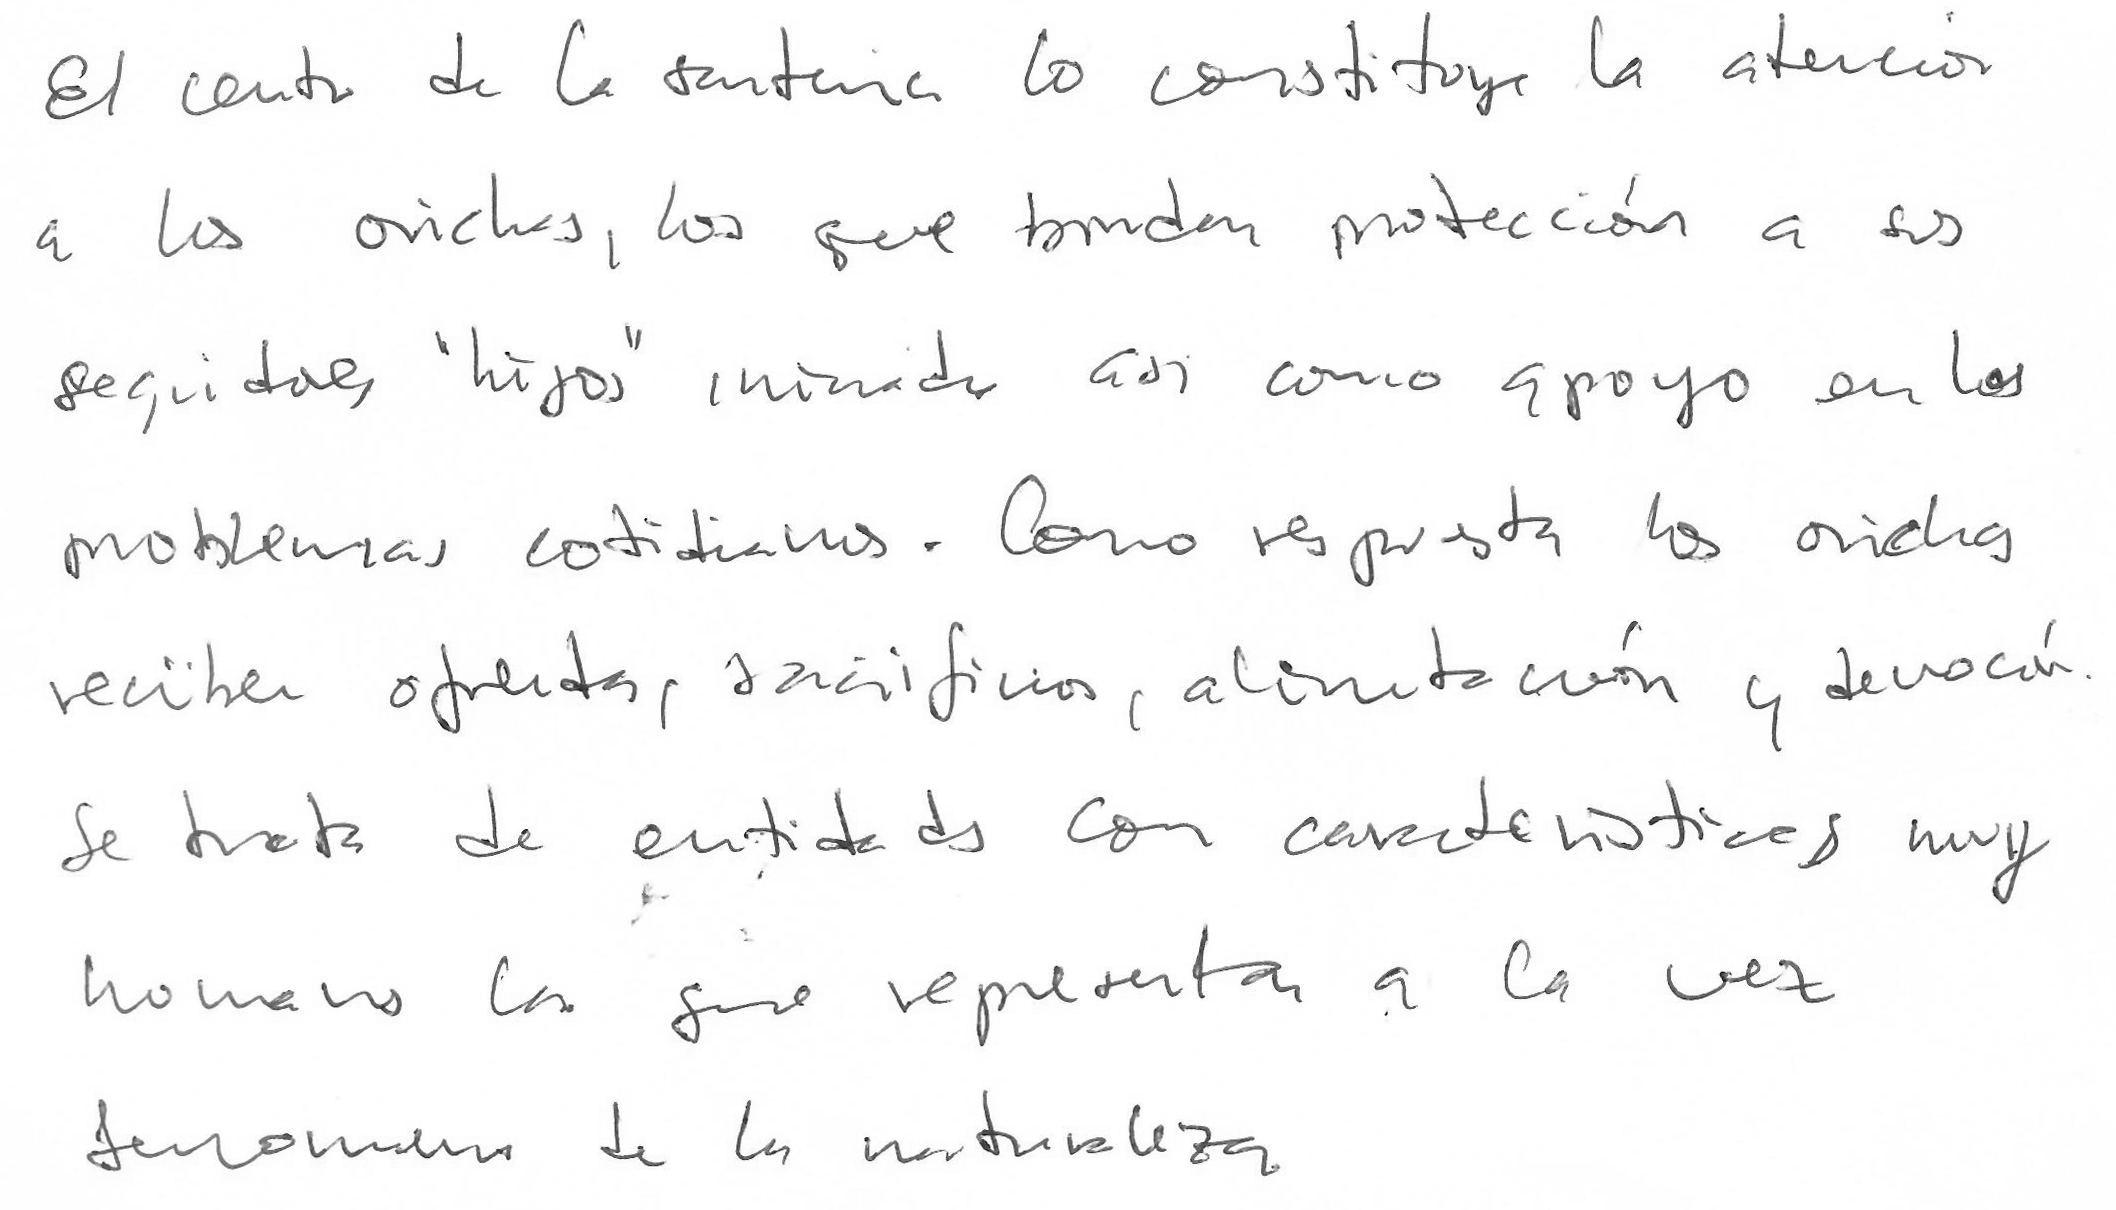 El centro de la santería lo constituye la atención
a los orichas, los que brindan protección a sus
seguidores "hijos" iniciados así como apoyo en los
problemas cotidianos. Como respuesta los orichas
reciben ofrendas, sacrificios, alimentación y devoción.
Se trata de entidades con características muy
humanos los que representan a la vez
fenómenos de la naturaleza